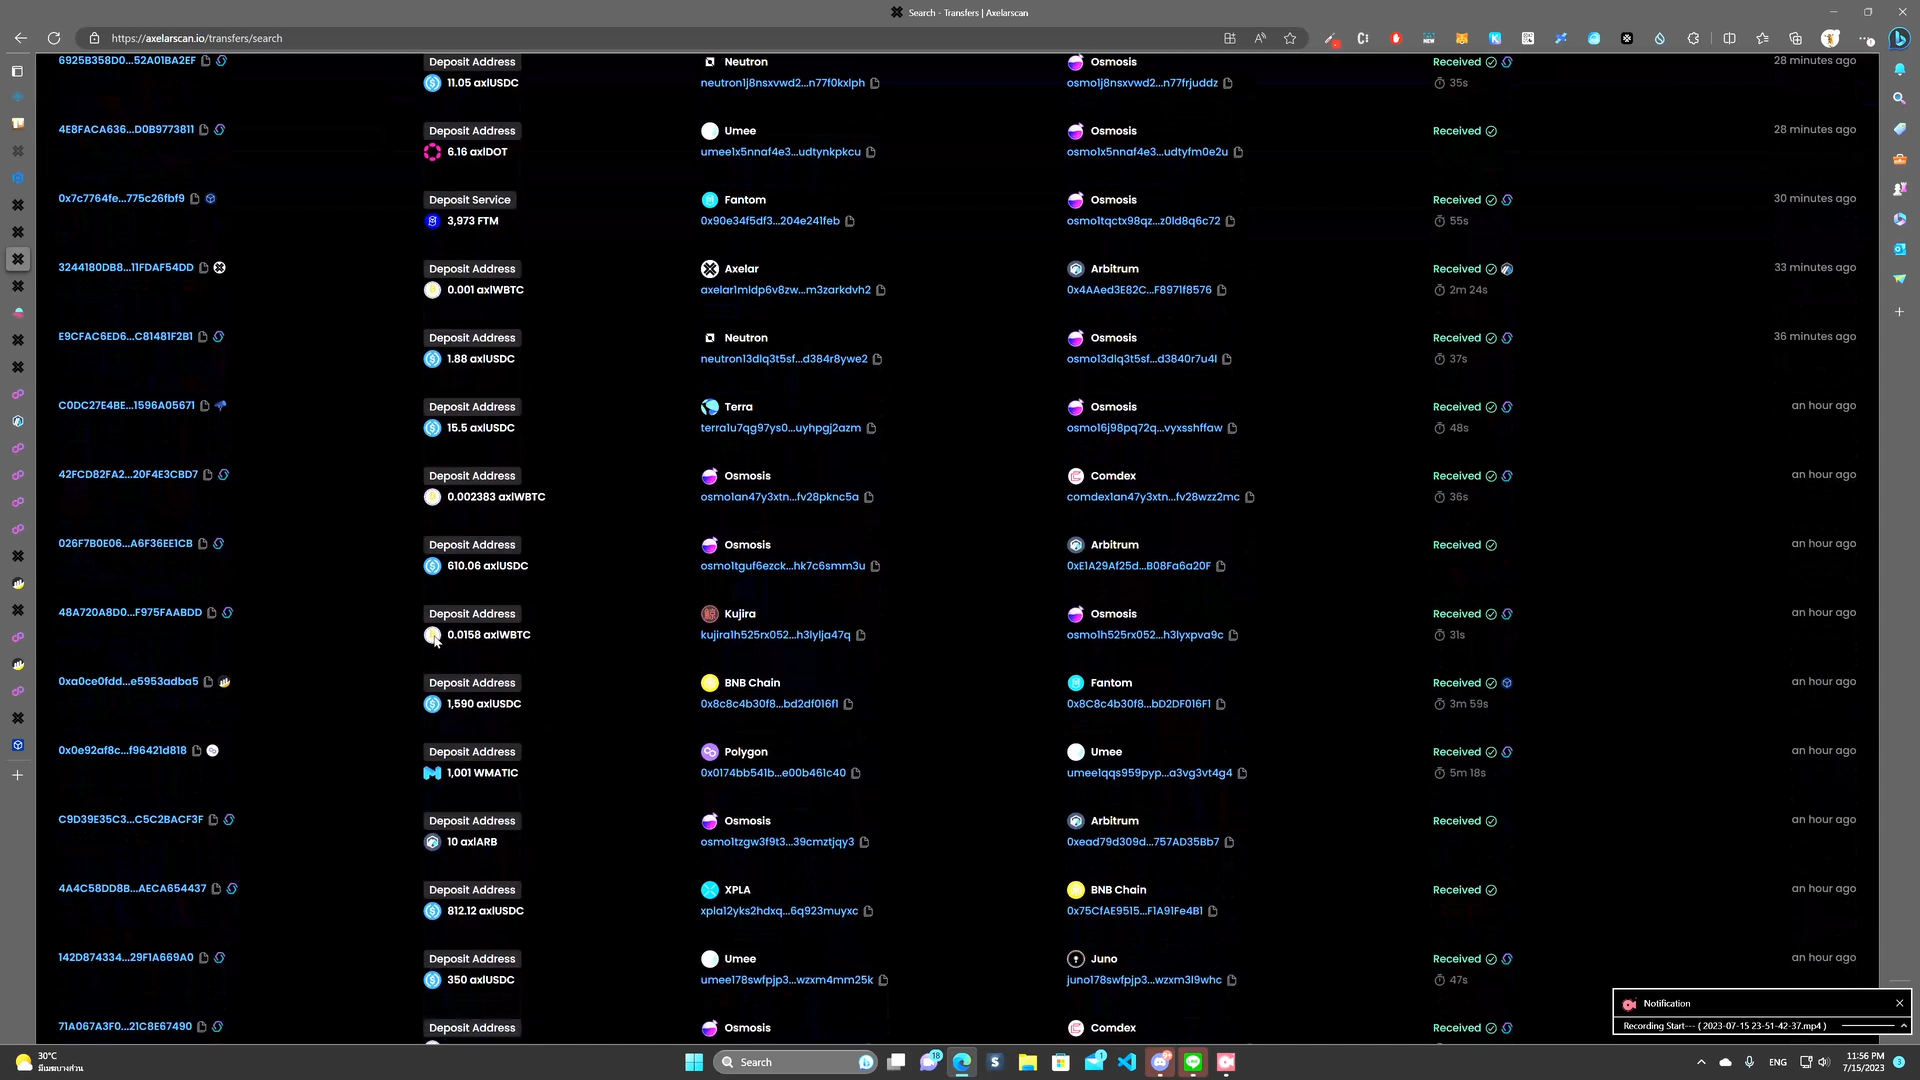 Search - Transfers | Axelarscan
https://axelarscan.io/transfers/search
6925B358D0...52A01BA2EF
Deposit Address
11.05 axlUSDC
Neutron
neutron1j8nsxvwd2...n77f0kxlph
Osmosis
osmo1j8nsxvwd2...n77frjuddz
Received
35s
28 minutes ago
4E8FACA636...D0B9773811
Deposit Address
6.16 axlDOT
Umee
umee1x5nnaf4e3...udtynkpkcu
Osmosis
osmo1x5nnaf4e3...udtyfm0e2u
Received
28 minutes ago
0x7c7764fe...775c26fbf9
Deposit Service
3,973 FTM
Fantom
0x90e34f5df3...204e241feb
Osmosis
osmo1tqctx98qz...z0ld8q6c72
Received
55s
30 minutes ago
3244180DB8...11FDAF54DD
Deposit Address
0.001 axlWBTC
Axelar
axelar1mldp6v8zw...m3zarkdvh2
Arbitrum
0x4AAed3E82C...F8971f8576
Received
2m 24s
33 minutes ago
E9CFAC6ED6...C81481F2B1
Deposit Address
1.88 axlUSDC
Neutron
neutron13dlq3t5sf...d384r8ywe2
Osmosis
osmo13dlq3t5sf...d3840r7u4l
Received
37s
36 minutes ago
C0DC27E4BE...1596A05671
Deposit Address
15.5 axlUSDC
Terra
terra1u7qg97ys0...uyhpgj2azm
Osmosis
osmo16j98pq72q...vyxsshffaw
Received
48s
an hour ago
42FCD82FA2...20F4E3CBD7
Deposit Address
0.002383 axlWBTC
Osmosis
osmo1an47y3xtn...fv28pknc5a
Comdex
comdex1an47y3xtn...fv28wzz2mc
Received
36s
an hour ago
026F7B0E06...A6F36EE1CB
Deposit Address
610.06 axlUSDC
Osmosis
osmo1tguf6ezck...hk7c6smm3u
Arbitrum
0xE1A29Af25d...B08Fa6a20F
Received
an hour ago
48A720A8D0...F975FAABDD
Deposit Address
0.0158 axlWBTC
Kujira
kujira1h525rx052...h3lylja47q
Osmosis
osmo1h525rx052...h3lyxpva9c
Received
31s
an hour ago
0xa0ce0fdd...e5953adba5
Deposit Address
1,590 axlUSDC
BNB Chain
0x8c8c4b30f8...bd2df016f1
Fantom
0x8C8c4b30f8...bD2DF016F1
Received
3m 59s
an hour ago
0x0e92af8c...f96421d818
Deposit Address
1,001 WMATIC
Polygon
0x0174bb541b...e00b461c40
Umee
umee1qqs959pyp...a3vg3vt4g4
Received
5m 18s
an hour ago
C9D39E35C3...C5C2BACF3F
Deposit Address
10 axlARB
Osmosis
osmo1tzgw3f9t3...39cmztjqy3
Arbitrum
0xead79d309d...757AD35Bb7
Received
an hour ago
4A4C58DD8B...AECA654437
Deposit Address
812.12 axlUSDC
XPLA
xpla12yks2hdxq...6q923muyxc
BNB Chain
0x75CfAE9515...F1A91Fe4B1
Received
an hour ago
142D874334...29F1A669A0
Deposit Address
350 axlUSDC
Umee
umee178swfpjp3...wzxm4mm25k
Juno
juno178swfpjp3...wzxm3l9whc
Received
47s
an hour ago
71A067A3F0...21C8E67490
Deposit Address
Osmosis
Comdex
Received
Notification
Recording Start--- ( 2023-07-15 23-51-42-37.mp4 )
30°C
มีเมฆบางส่วน
Search
18
1
ENG
11:56 PM
7/15/2023
3